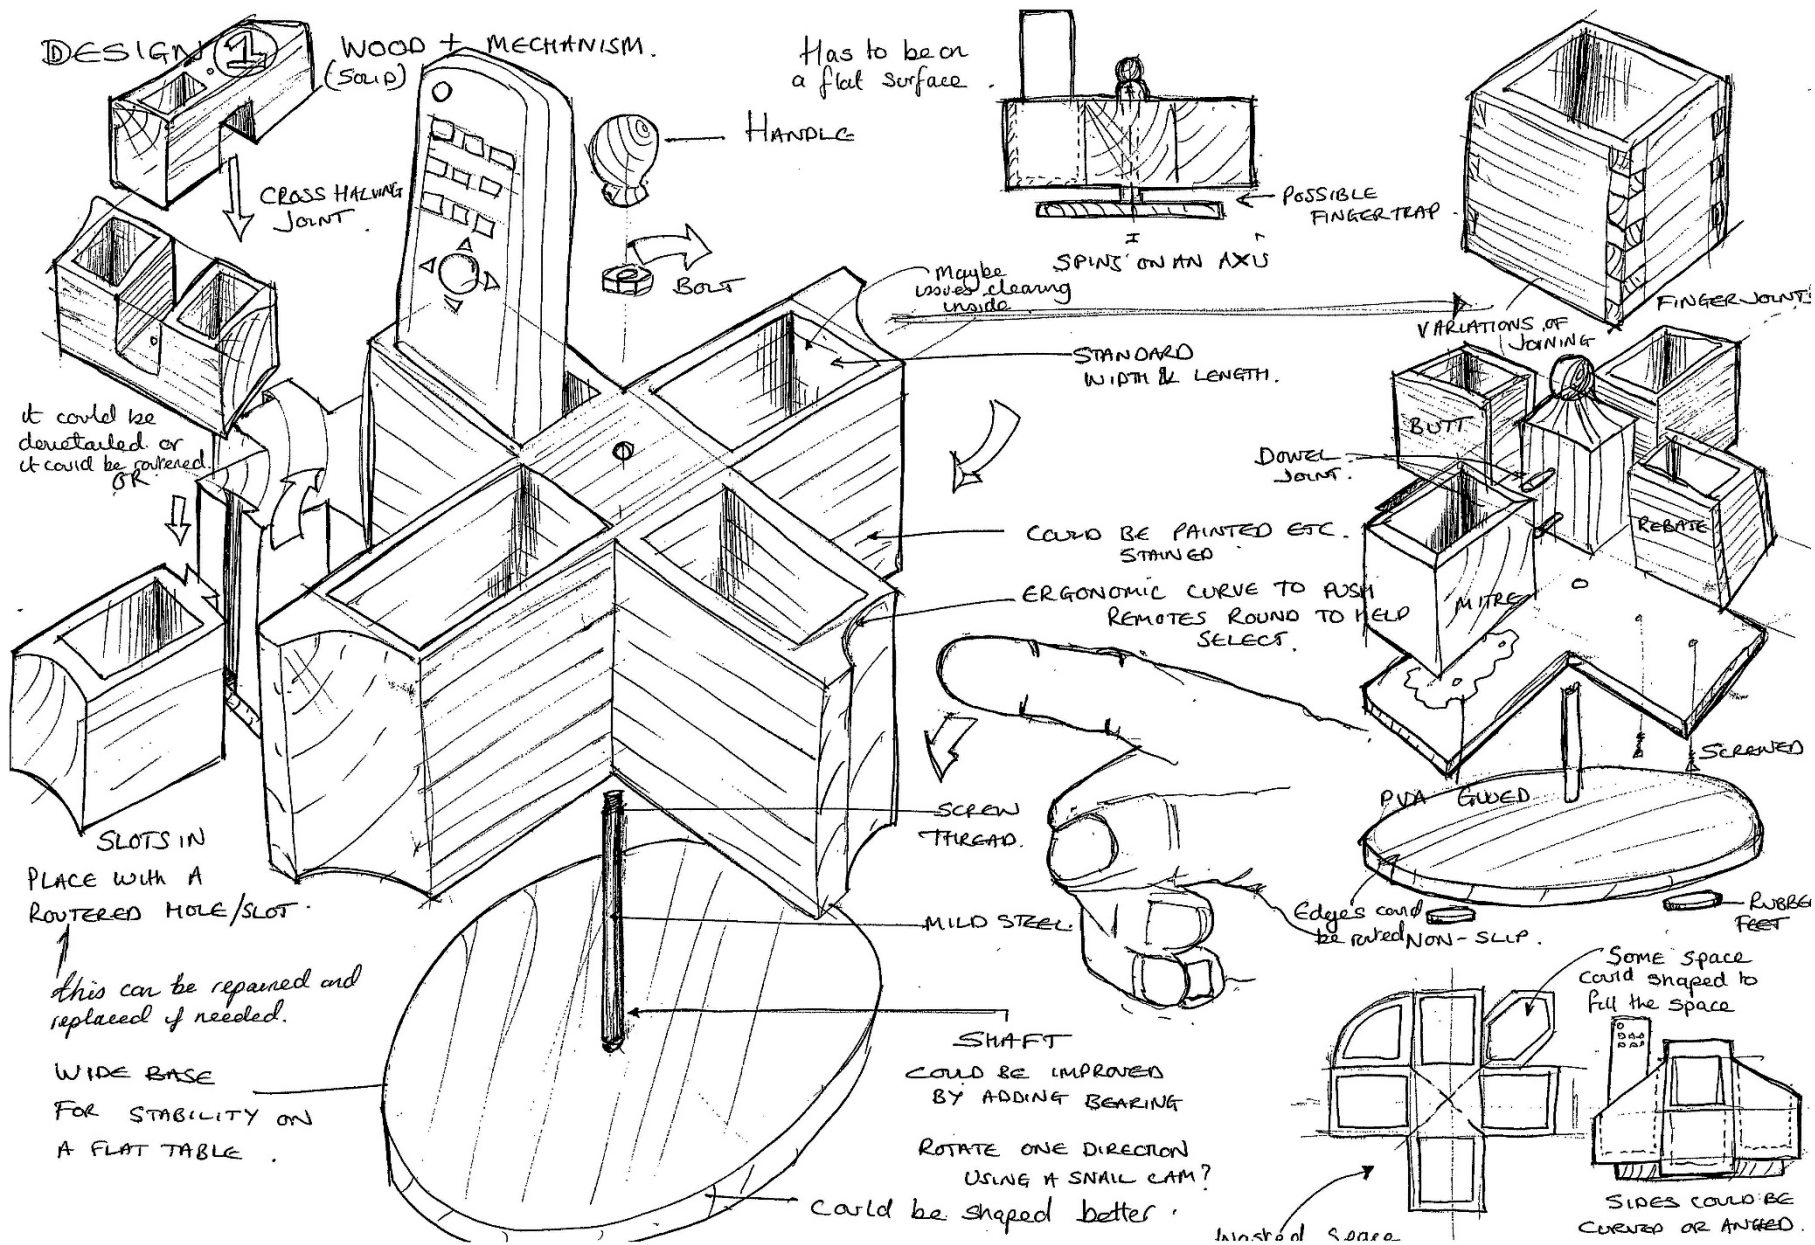 DESIGN 1 WOOD + MECHANISM.
(SOLID)
CROSS HALVING
JOINT.
HANDLE
BOLT
Has to be on
a flat surface.
POSSIBLE
FINGERTRAP.
SPINS ON AN AXIS
Maybe
issues clearing
inside
STANDARD
WIDTH & LENGTH.
FINGER JOINTS
VARIATIONS OF
JOINING
BUTT
DOWEL
JOINT.
REBATE
MITRE
it could be
dovetailed or
it could be routered.
OR
COULD BE PAINTED ETC.
STAINED
ERGONOMIC CURVE TO PUSH
REMOTES ROUND TO HELP
SELECT.
SCREW
THREAD.
SCREWED
PVA GLUED
SLOTS IN
PLACE WITH A
ROUTERED HOLE/SLOT.
this can be repaired and
replaced if needed.
MILD STEEL.
Edges could
be routed NON-SLIP.
RUBBER
FEET
Some space
could shaped to
fill the space
WIDE BASE
FOR STABILITY ON
A FLAT TABLE.
SHAFT
COULD BE IMPROVED
BY ADDING BEARING
ROTATE ONE DIRECTION
USING A SNAIL CAM?
Could be shaped better.
Wasted space
SIDES COULD BE
CURVED OR ANGLED.